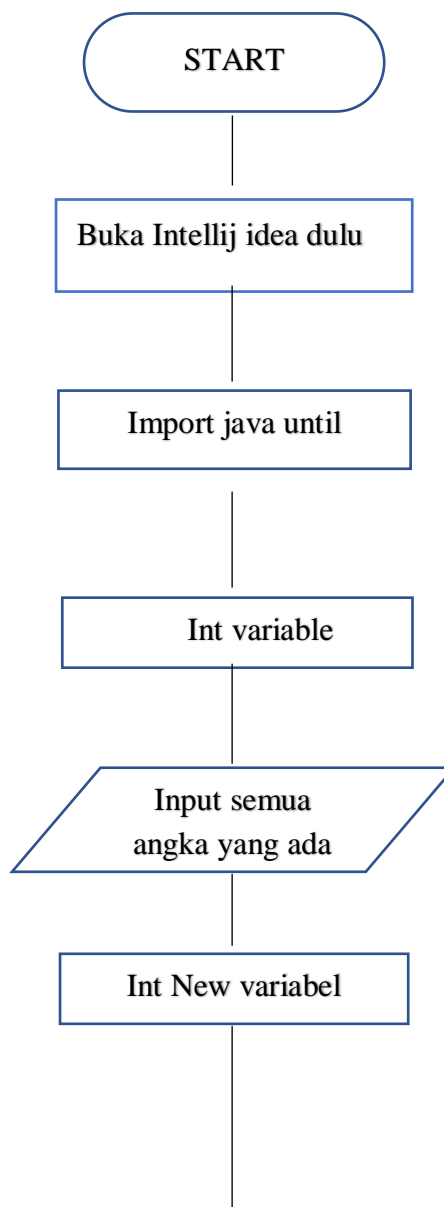 START
Buka Intellij idea dulu
Import java until
Int variable
Input semua
angka yang ada
Int New variabel